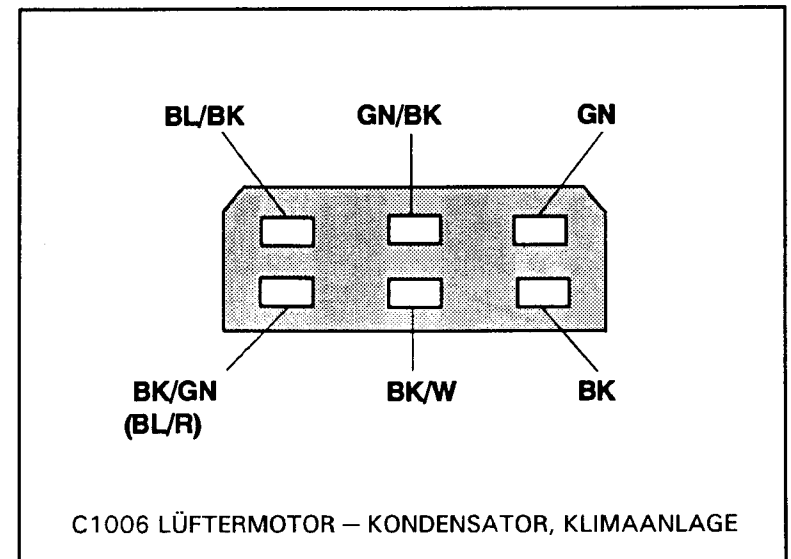 BL/BK GN/BK GN
BK/GN BK/W BK
(BL/R)
C1006 LÜFTERMOTOR — KONDENSATOR, KLIMAANLAGE